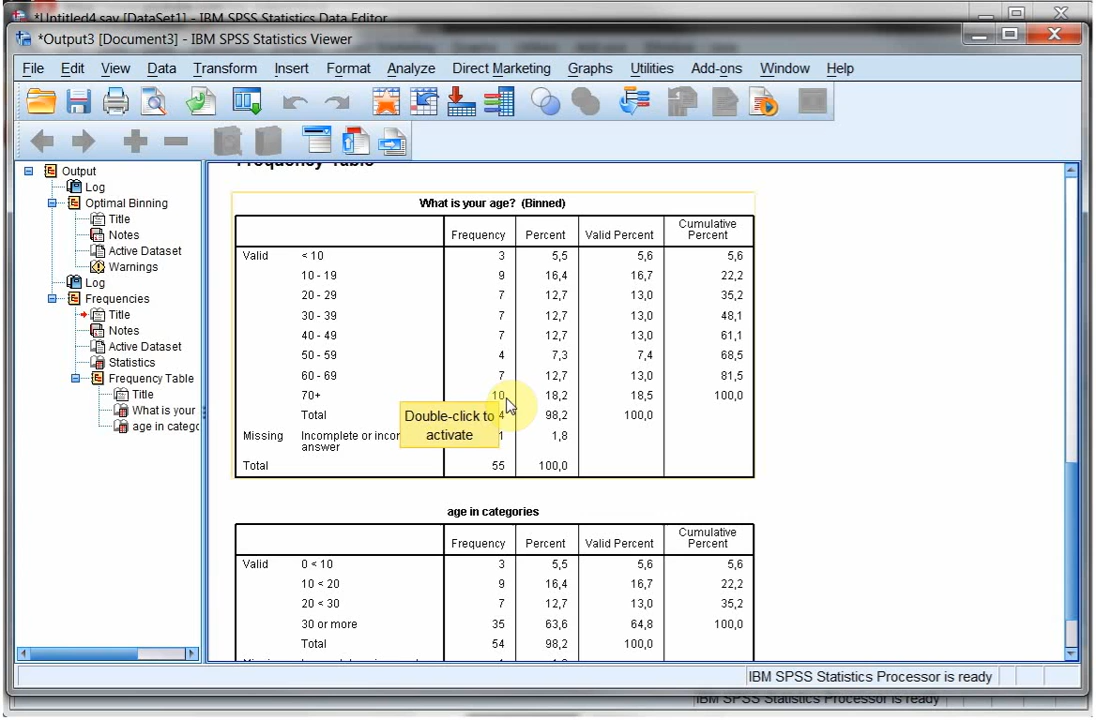 *Untitled4.sav [DataSet1] - IBM SPSS Statistics Data Editor
*Output3 [Document3] - IBM SPSS Statistics Viewer
File Edit View Data Transform Insert Format Analyze Direct Marketing Graphs Utilities Add-ons Window Help
Output
Log
Optimal Binning
Title
Notes
Active Dataset
Warnings
Log
Frequencies
Title
Notes
Active Dataset
Statistics
Frequency Table
Title
What is your
age in catego
Frequency Table
What is your age? (Binned)
Frequency Percent Valid Percent Cumulative Percent
Valid < 10 3 5,5 5,6 5,6
10 - 19 9 16,4 16,7 22,2
20 - 29 7 12,7 13,0 35,2
30 - 39 7 12,7 13,0 48,1
40 - 49 7 12,7 13,0 61,1
50 - 59 4 7,3 7,4 68,5
60 - 69 7 12,7 13,0 81,5
70+ 10 18,2 18,5 100,0
Total 4 98,2 100,0
Missing Incomplete or incor 1 1,8
answer
Total 55 100,0
Double-click to
activate
age in categories
Frequency Percent Valid Percent Cumulative Percent
Valid 0 < 10 3 5,5 5,6 5,6
10 < 20 9 16,4 16,7 22,2
20 < 30 7 12,7 13,0 35,2
30 or more 35 63,6 64,8 100,0
Total 54 98,2 100,0
IBM SPSS Statistics Processor is ready
IBM SPSS Statistics Processor is ready